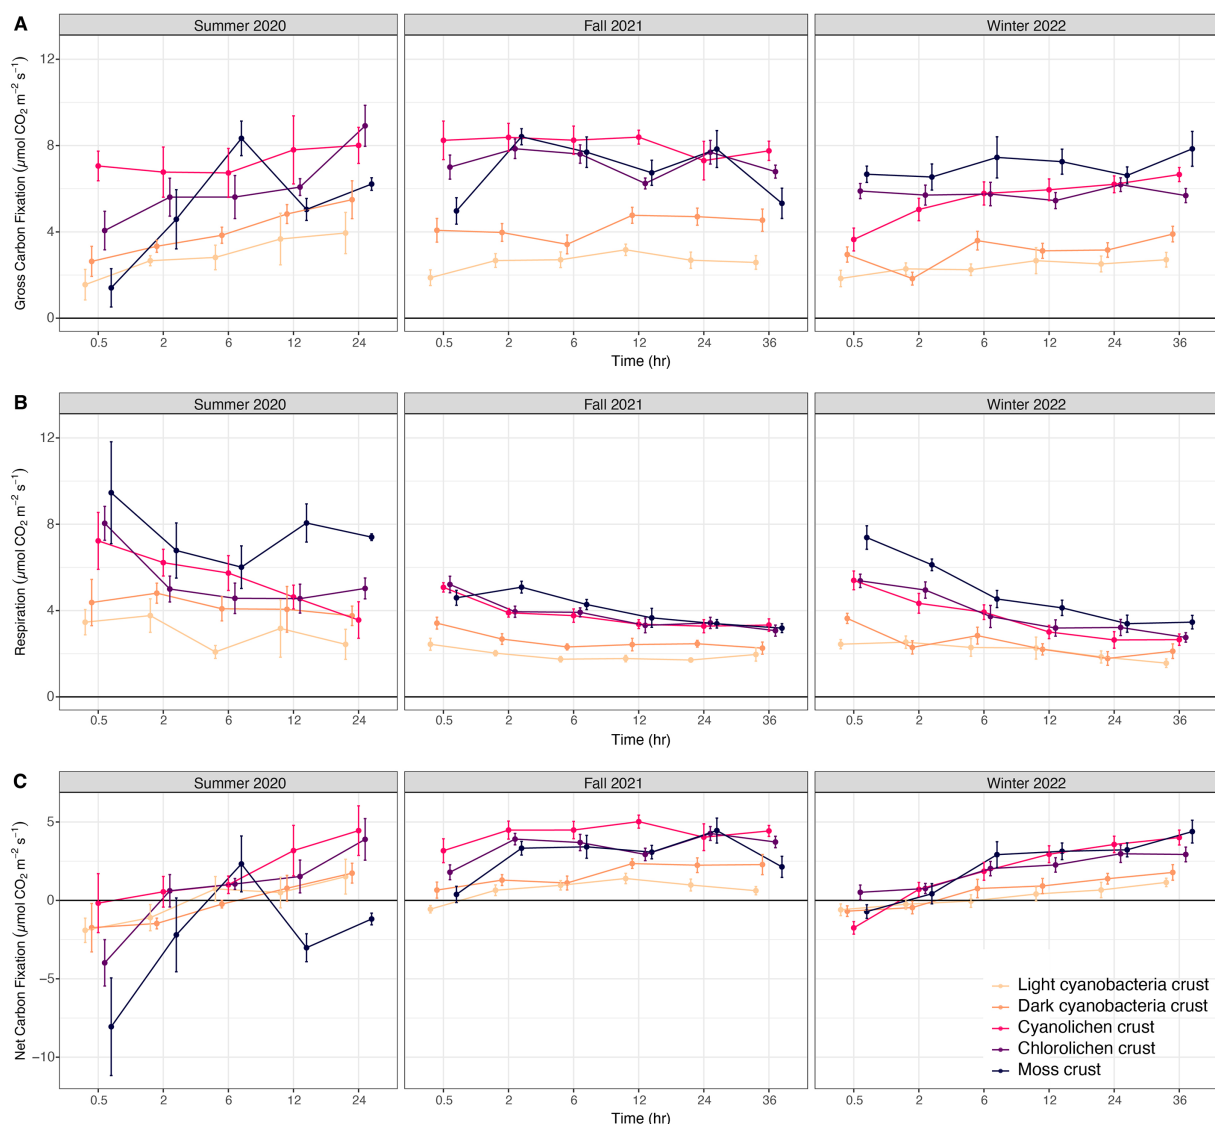 A
Summer 2020
Fall 2021
Winter 2022
Gross Carbon Fixation (µmol CO₂ m⁻² s⁻¹)
12
8
4
0
0.5 2 6 12 24
0.5 2 6 12 24 36
0.5 2 6 12 24 36
Time (hr)
B
Summer 2020
Fall 2021
Winter 2022
Respiration (µmol CO₂ m⁻² s⁻¹)
12
8
4
0
0.5 2 6 12 24
0.5 2 6 12 24 36
0.5 2 6 12 24 36
Time (hr)
C
Summer 2020
Fall 2021
Winter 2022
Net Carbon Fixation (µmol CO₂ m⁻² s⁻¹)
5
0
−5
−10
Light cyanobacteria crust
Dark cyanobacteria crust
Cyanolichen crust
Chlorolichen crust
Moss crust
0.5 2 6 12 24
0.5 2 6 12 24 36
0.5 2 6 12 24 36
Time (hr)